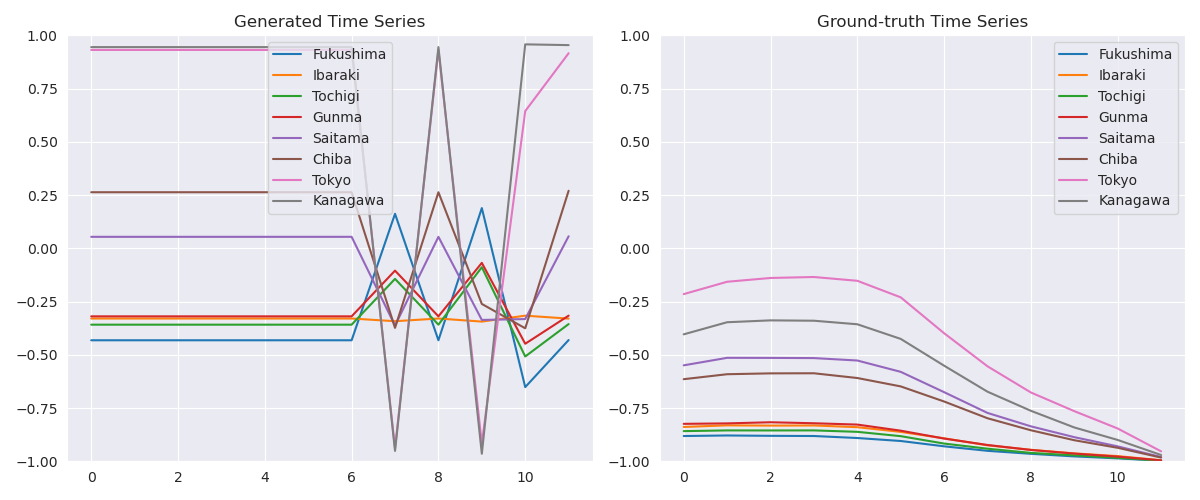 Generated Time Series
1.00
0.75
0.50
0.25
0.00
−0.25
−0.50
−0.75
−1.00
0 2 4 6 8 10
Fukushima
Ibaraki
Tochigi
Gunma
Saitama
Chiba
Tokyo
Kanagawa
Ground-truth Time Series
1.00
0.75
0.50
0.25
0.00
−0.25
−0.50
−0.75
−1.00
0 2 4 6 8 10
Fukushima
Ibaraki
Tochigi
Gunma
Saitama
Chiba
Tokyo
Kanagawa